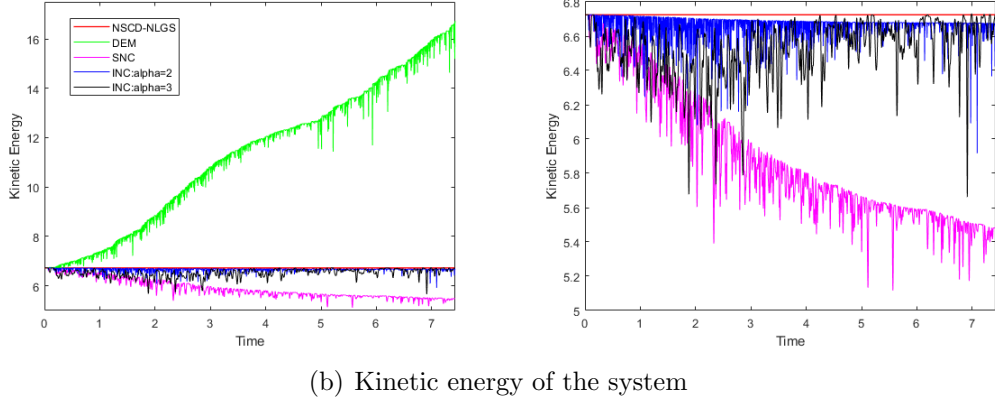 NSCD-NLGS
DEM
SNC
INC:alpha=2
INC:alpha=3
Kinetic Energy
16
14
12
10
8
6
0 1 2 3 4 5 6 7
Time
Kinetic Energy
6.8
6.6
6.4
6.2
6
5.8
5.6
5.4
5.2
5
0 1 2 3 4 5 6 7
Time
(b) Kinetic energy of the system